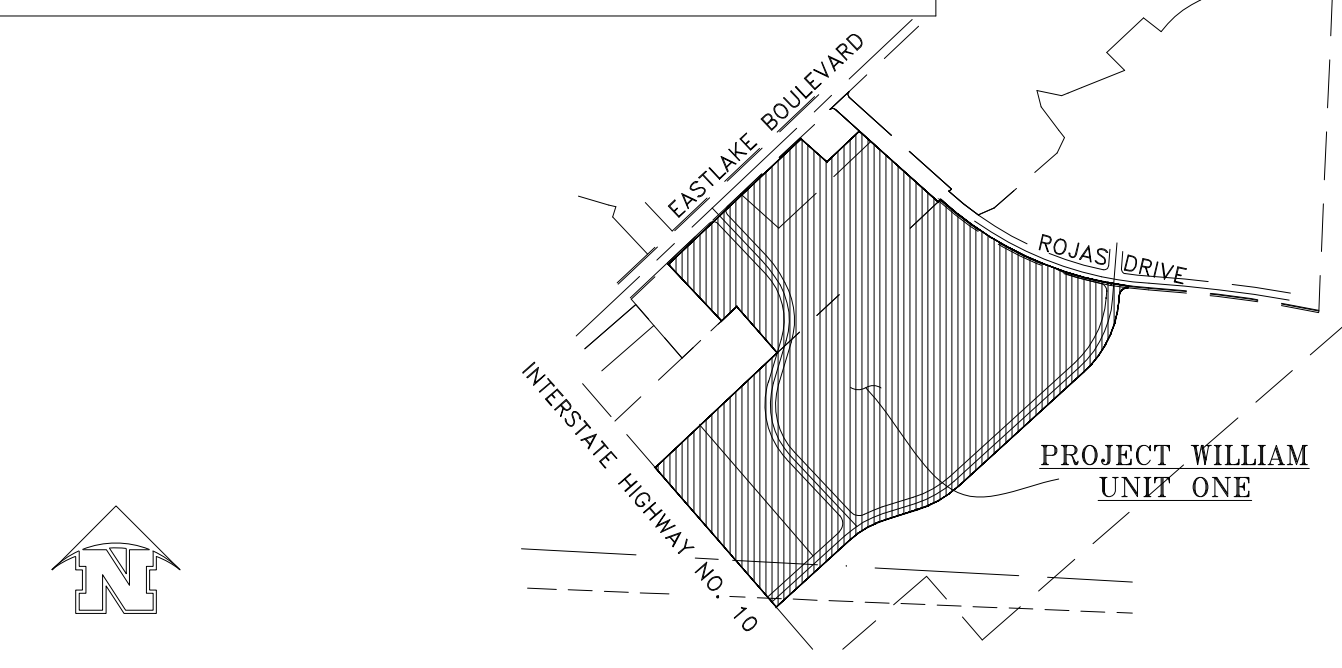 EASTLAKE BOULEVARD
ROJAS DRIVE
INTERSTATE HIGHWAY NO. 10
PROJECT WILLIAM
UNIT ONE
N